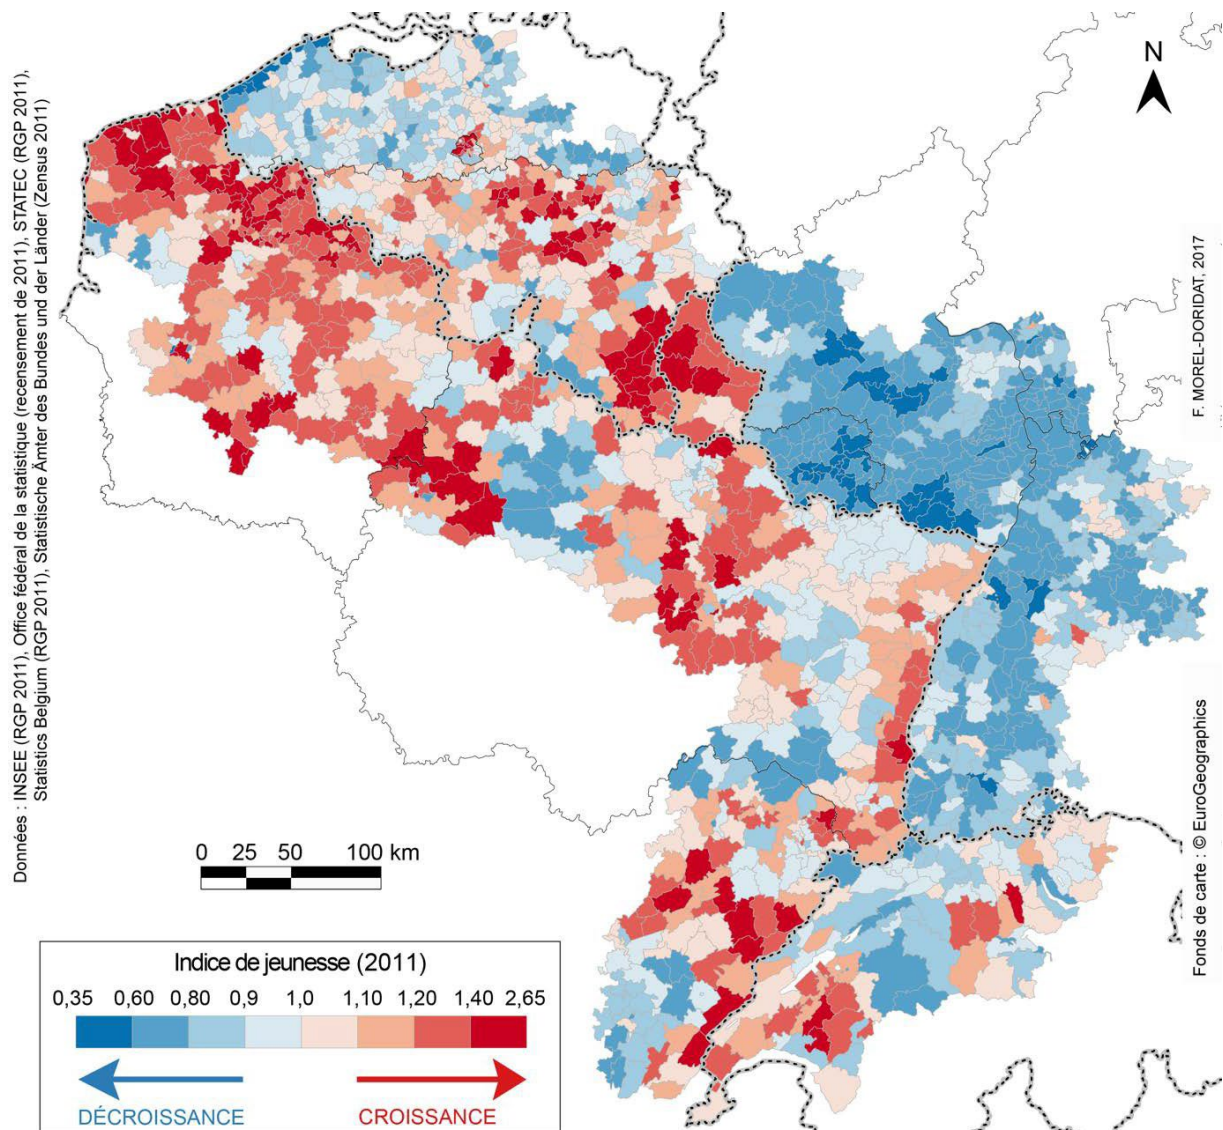 Données : INSEE (RGP 2011), Office fédéral de la statistique (recensement de 2011), STATEC (RGP 2011),
Statistics Belgium (RGP 2011), Statistische Ämter des Bundes und der Länder (Zensus 2011)
N
F. MOREL-DORIDAT, 2017
Fonds de carte : © EuroGeographics
0 25 50 100 km
Indice de jeunesse (2011)
0,35 0,60 0,80 0,9 1,0 1,10 1,20 1,40 2,65
DÉCROISSANCE CROISSANCE